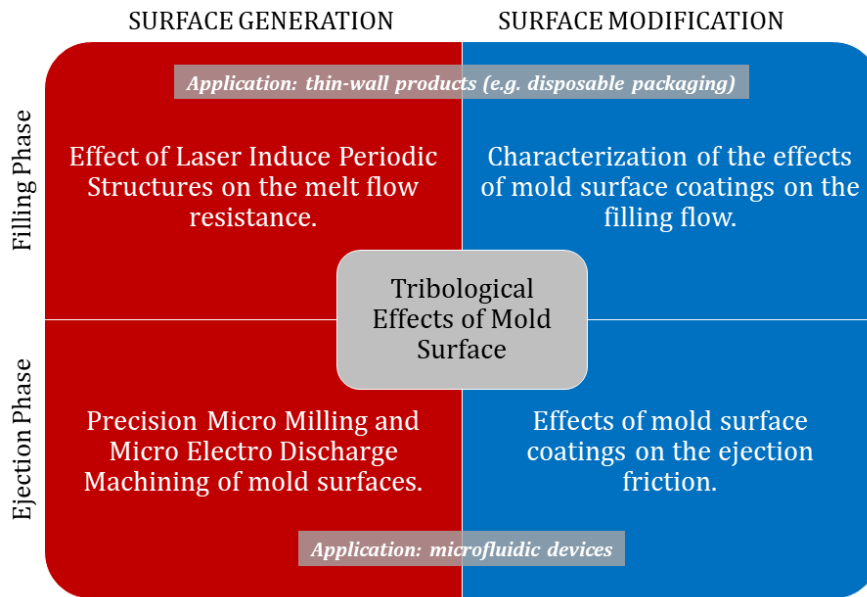 SURFACE GENERATION
SURFACE MODIFICATION
Filling Phase
Application: thin-wall products (e.g. disposable packaging)
Effect of Laser Induce Periodic
Structures on the melt flow
resistance.
Characterization of the effects
of mold surface coatings on the
filling flow.
Tribological
Effects of Mold
Surface
Ejection Phase
Precision Micro Milling and
Micro Electro Discharge
Machining of mold surfaces.
Effects of mold surface
coatings on the ejection
friction.
Application: microfluidic devices